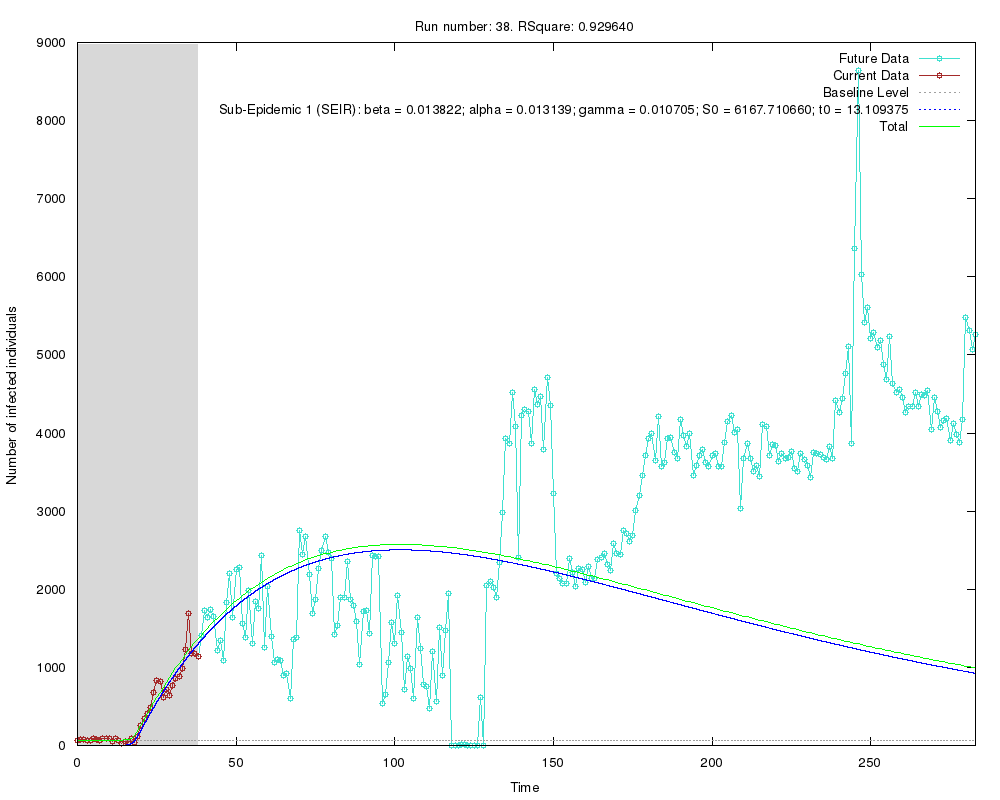 Run number: 38. RSquare: 0.929640
Future Data
Current Data
Baseline Level
Sub-Epidemic 1 (SEIR): beta = 0.013822; alpha = 0.013139; gamma = 0.010705; S0 = 6167.710660; t0 = 13.109375
Total
Number of infected individuals
9000
8000
7000
6000
5000
4000
3000
2000
1000
0
0 50 100 150 200 250
Time